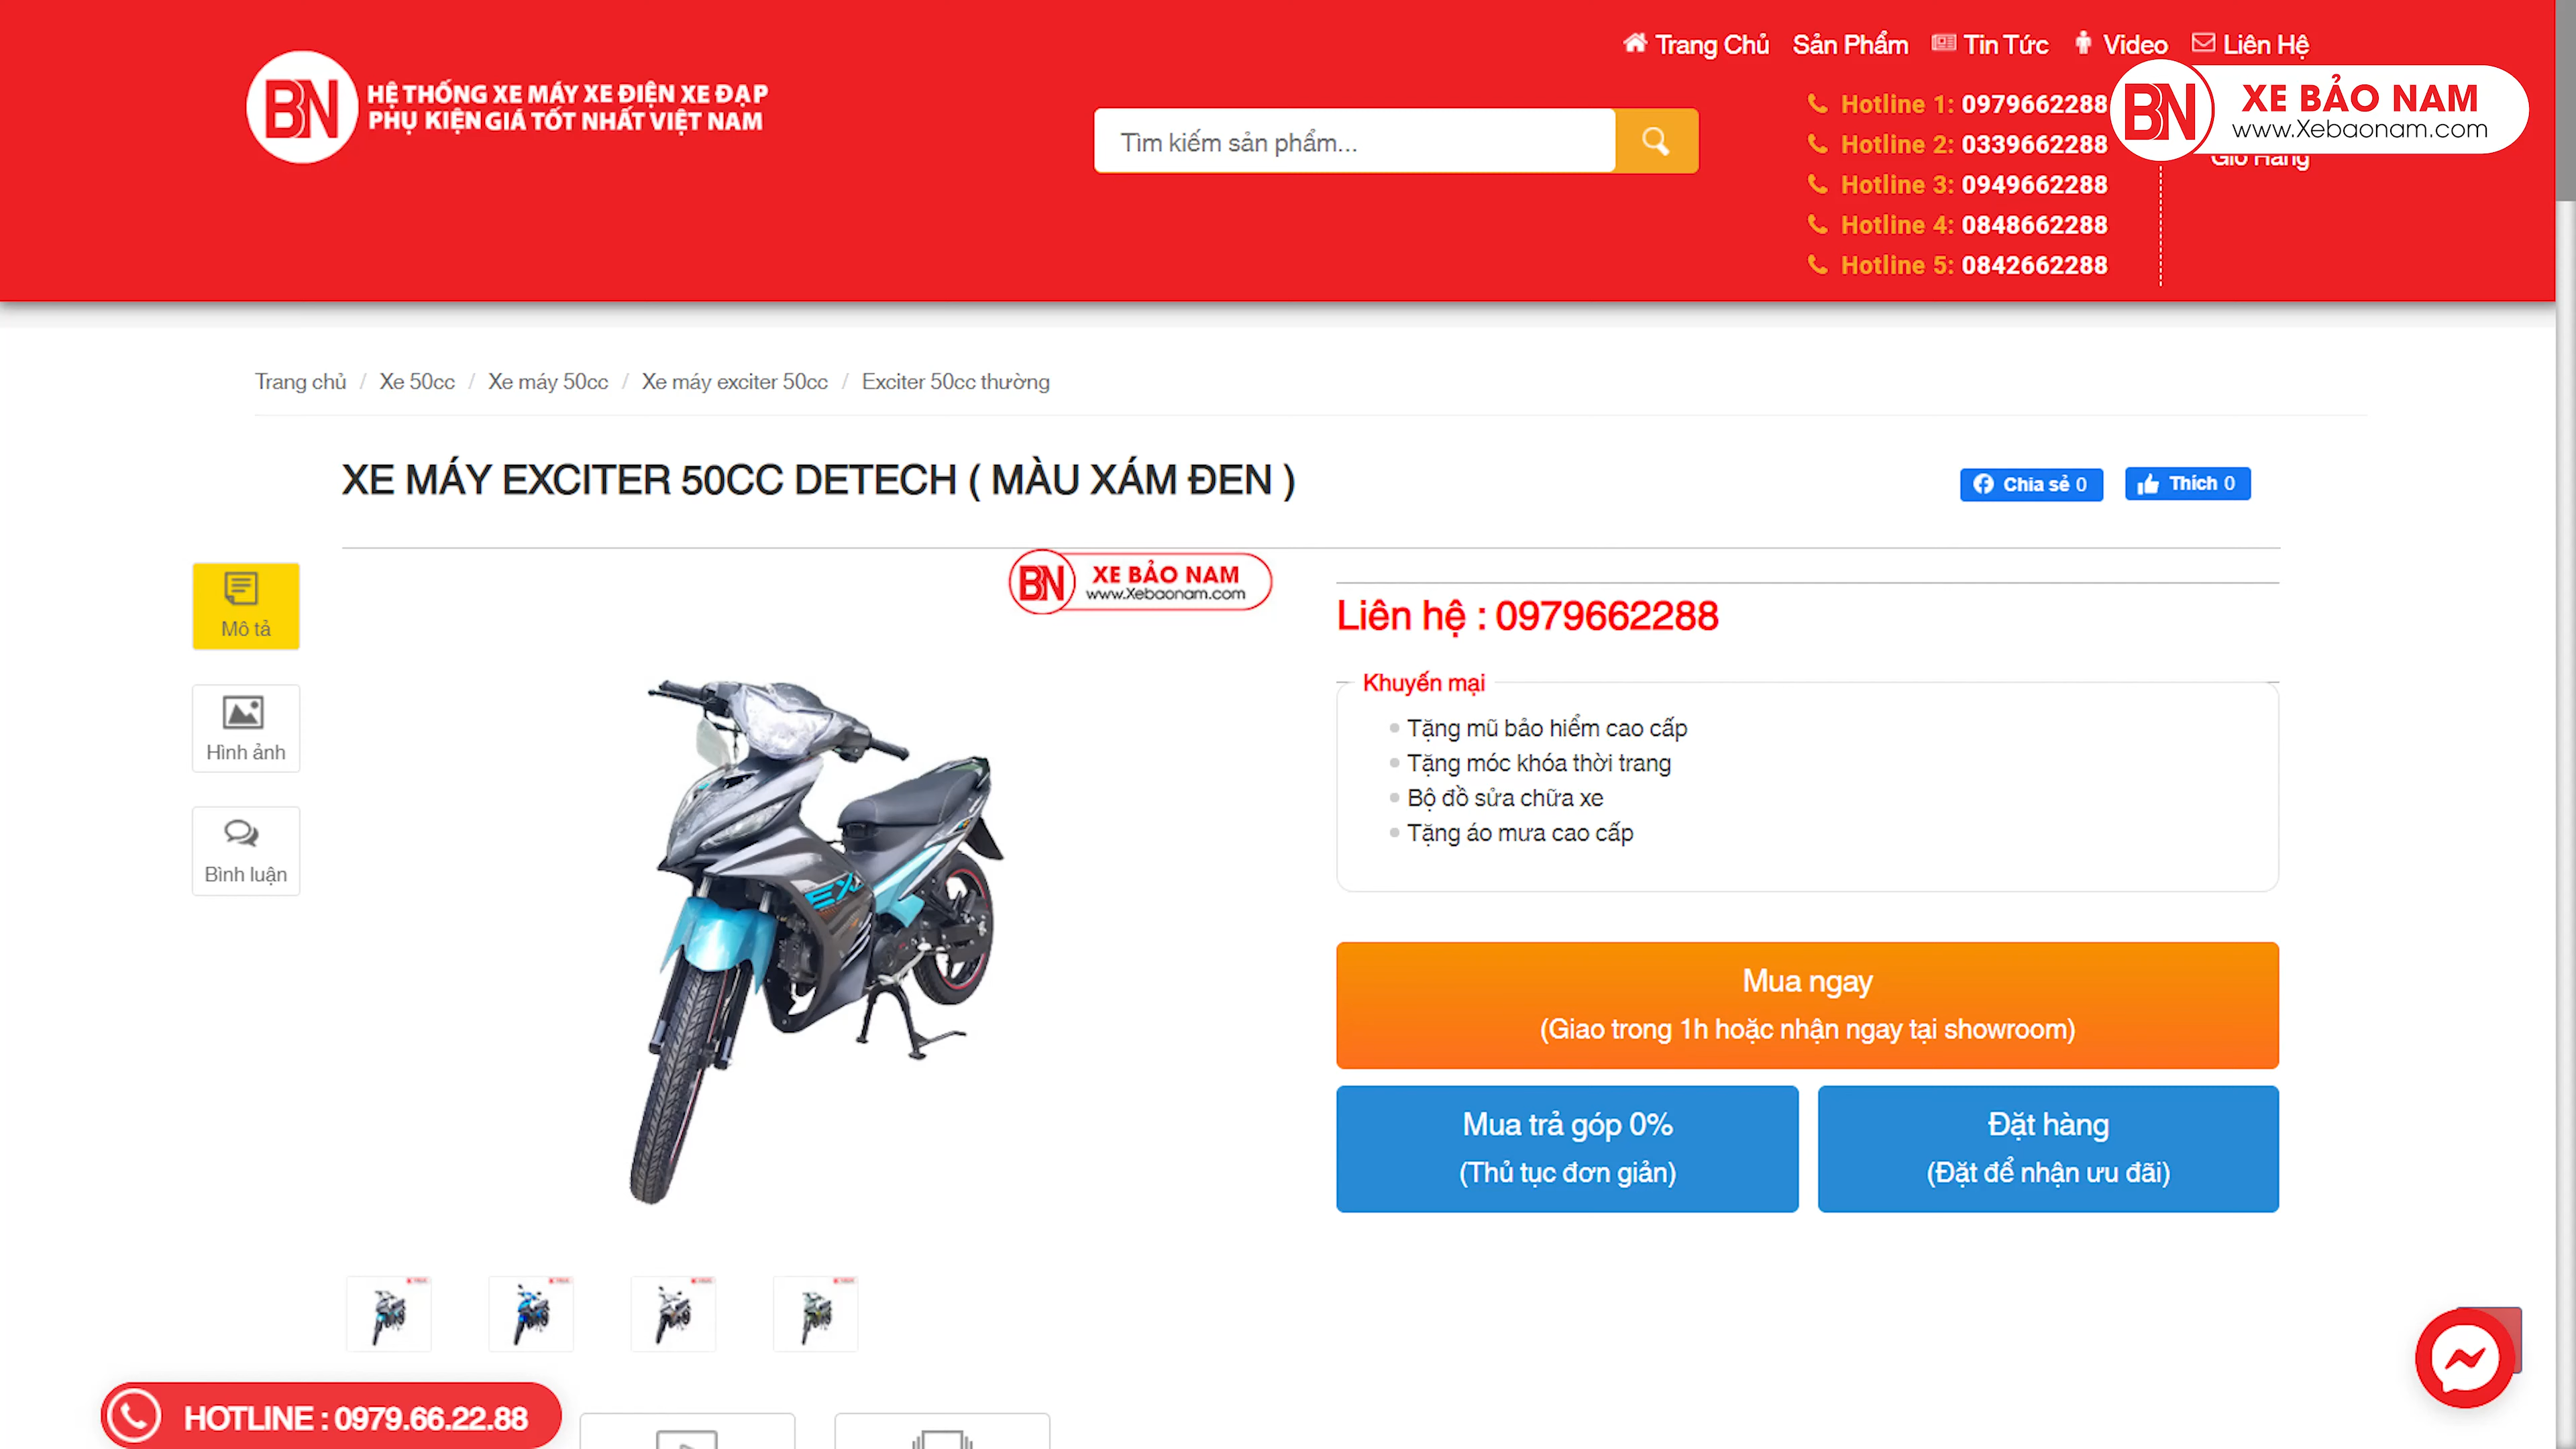 Trang Chủ Sản Phẩm Tin Tức Video Liên Hệ
BN HỆ THỐNG XE MÁY XE ĐIỆN XE ĐẠP
PHỤ KIỆN GIÁ TỐT NHẤT VIỆT NAM
Tìm kiếm sản phẩm...
Hotline 1: 0979662288
Hotline 2: 0339662288
Hotline 3: 0949662288
Hotline 4: 0848662288
Hotline 5: 0842662288
BN XE BẢO NAM
www.Xebaonam.com
Giỏ Hàng
Trang chủ / Xe 50cc / Xe máy 50cc / Xe máy exciter 50cc / Exciter 50cc thường
XE MÁY EXCITER 50CC DETECH ( MÀU XÁM ĐEN )
Chia sẻ 0 Thích 0
Mô tả
Hình ảnh
Bình luận
BN XE BẢO NAM
www.Xebaonam.com
EX
Liên hệ : 0979662288
Khuyến mại
Tặng mũ bảo hiểm cao cấp
Tặng móc khóa thời trang
Bộ đồ sửa chữa xe
Tặng áo mưa cao cấp
Mua ngay
(Giao trong 1h hoặc nhận ngay tại showroom)
Mua trả góp 0%
(Thủ tục đơn giản)
Đặt hàng
(Đặt để nhận ưu đãi)
HOTLINE : 0979.66.22.88